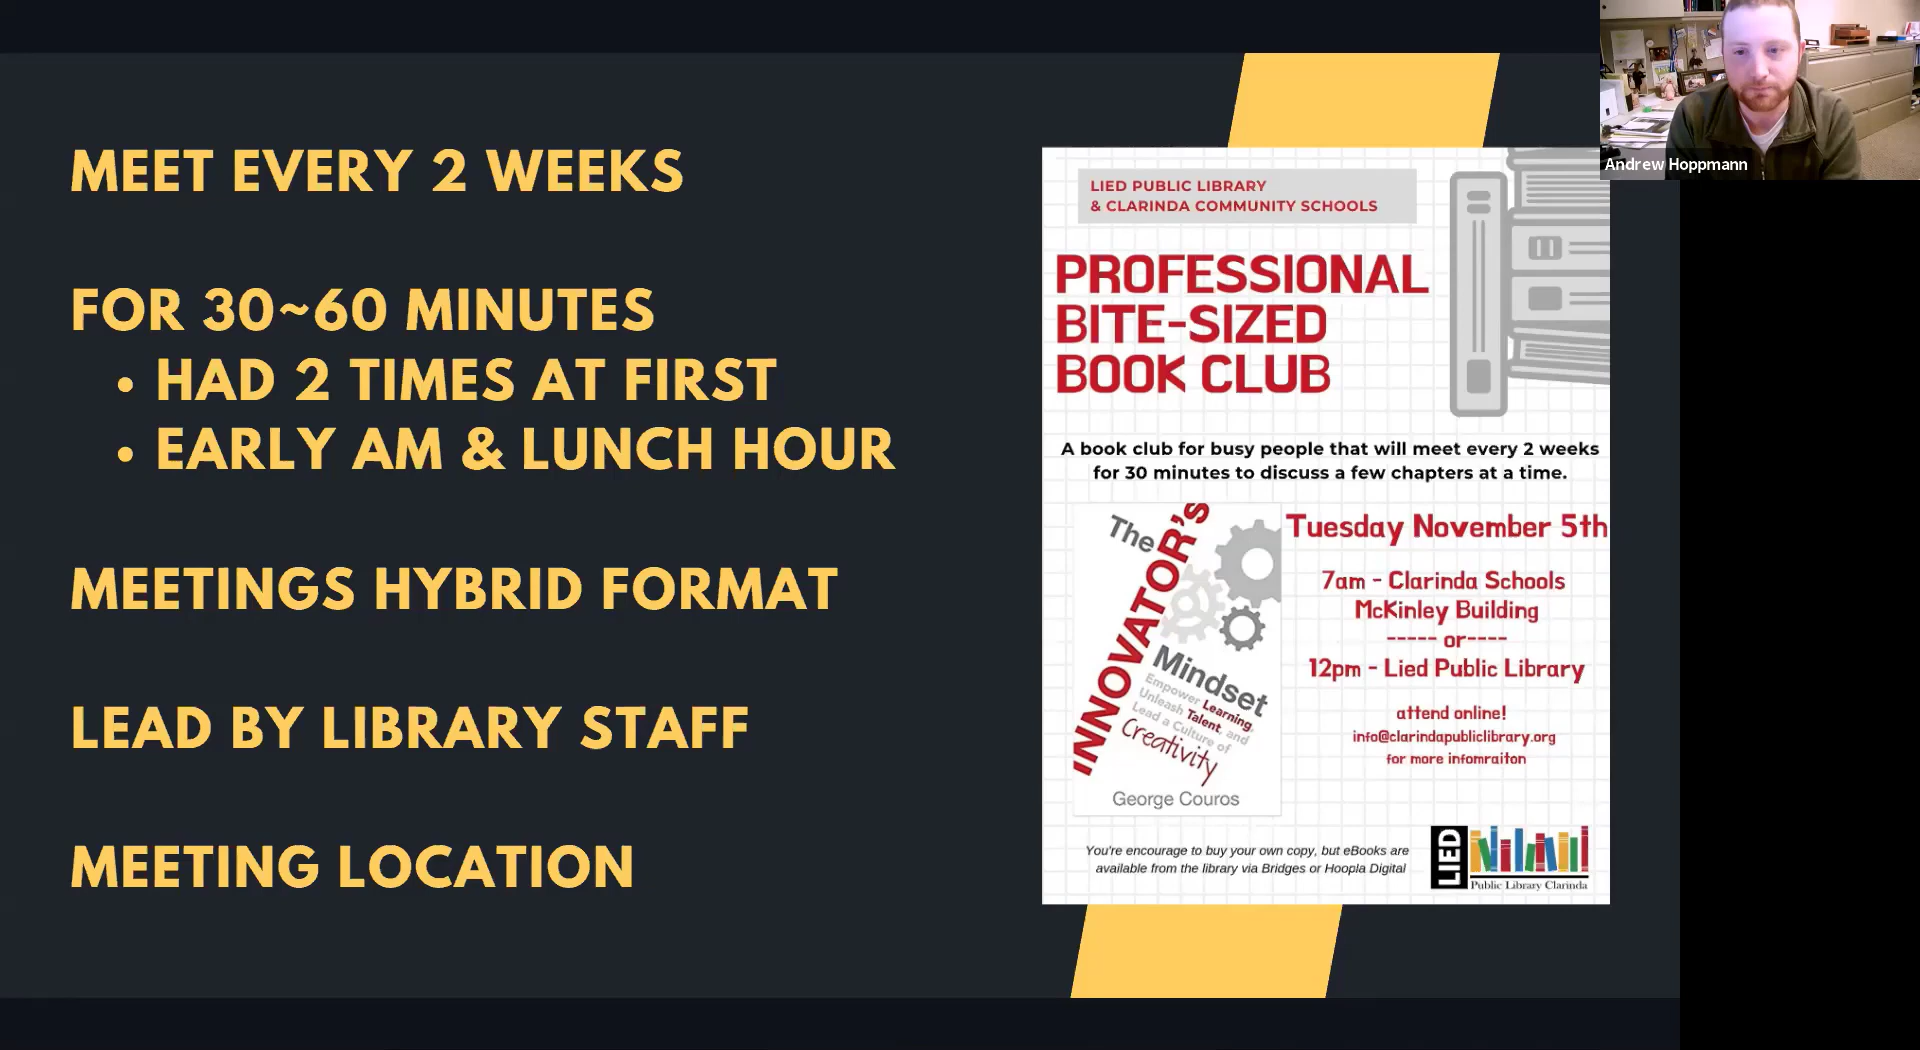 MEET EVERY 2 WEEKS
FOR 30~60 MINUTES
• HAD 2 TIMES AT FIRST
• EARLY AM & LUNCH HOUR
MEETINGS HYBRID FORMAT
LEAD BY LIBRARY STAFF
MEETING LOCATION
LIED PUBLIC LIBRARY
& CLARINDA COMMUNITY SCHOOLS
PROFESSIONAL
BITE-SIZED
BOOK CLUB
A book club for busy people that will meet every 2 weeks
for 30 minutes to discuss a few chapters at a time.
The
INNOVATOR'S
Mindset
Empower Learning,
Unleash Talent, and
Lead a Culture of
Creativity
George Couros
Tuesday November 5th
7am - Clarinda Schools
McKinley Building
----- or----
12pm - Lied Public Library
attend online!
info@clarindapubliclibrary.org
for more infomraiton
You're encourage to buy your own copy, but eBooks are
available from the library via Bridges or Hoopla Digital
LIED
Public Library Clarinda
Andrew Hoppmann